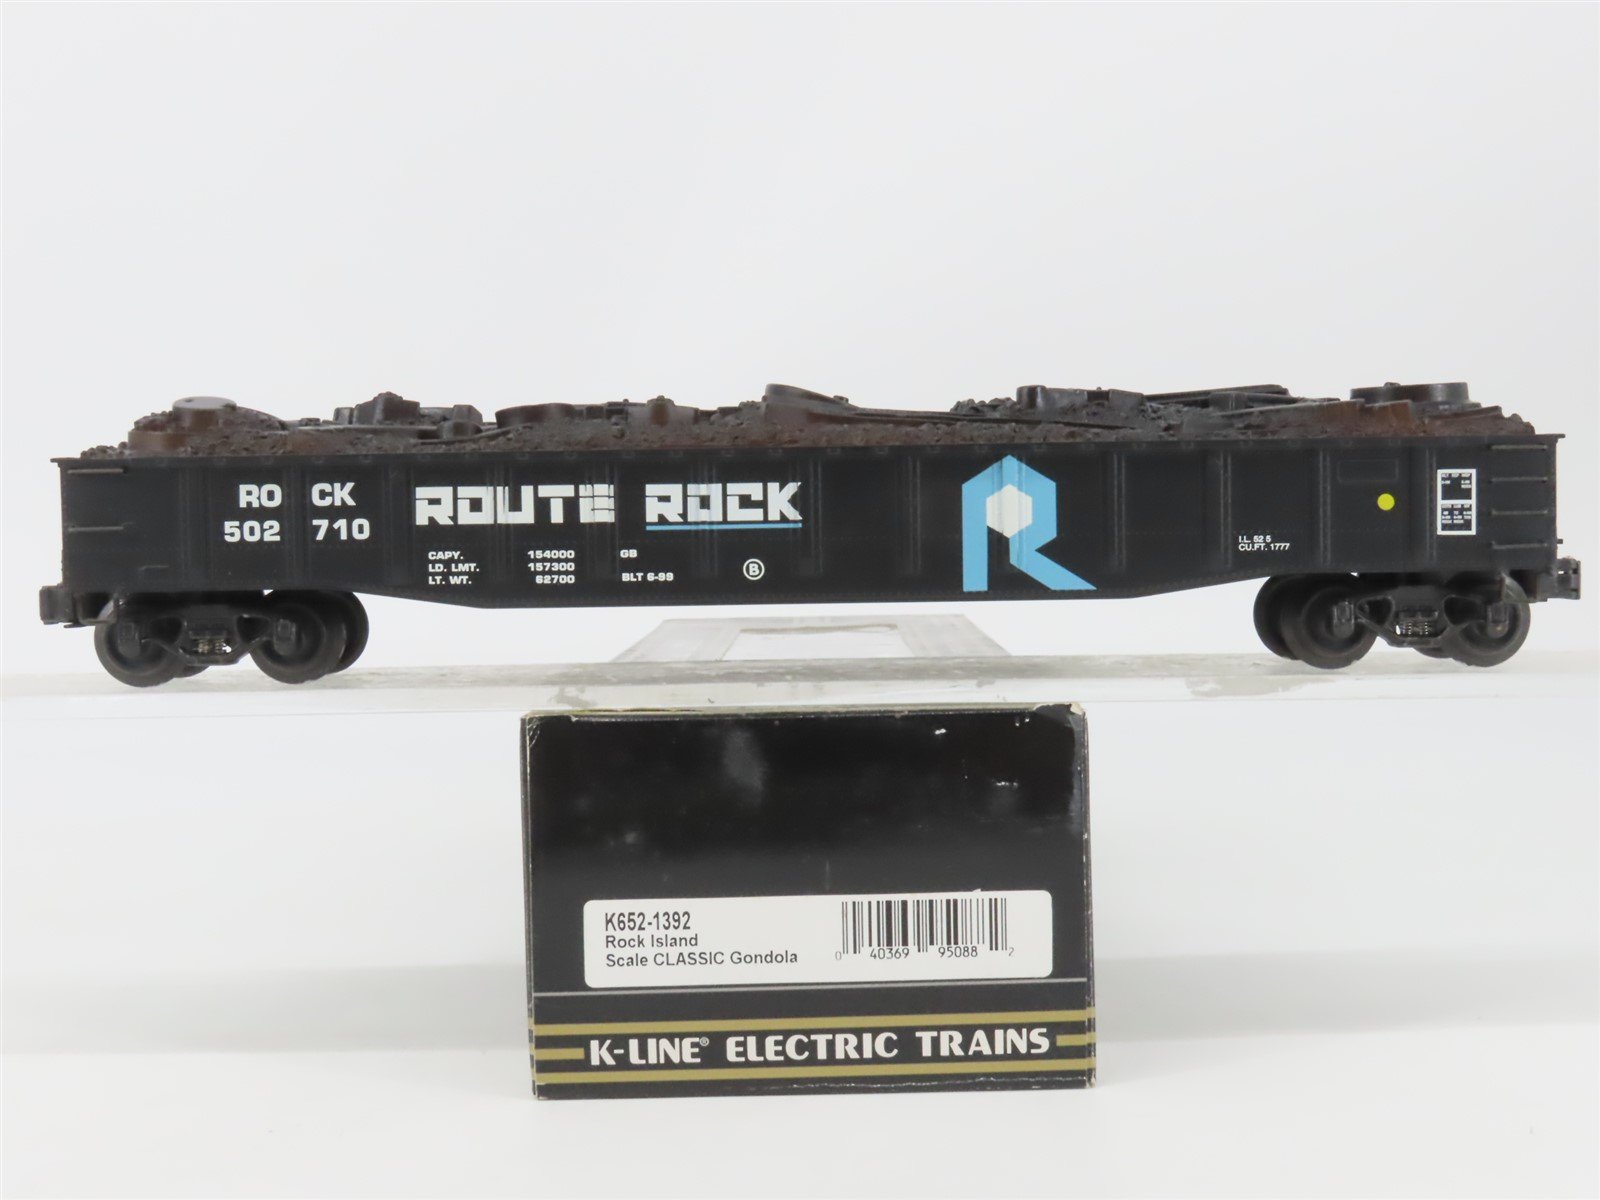 RO CK
502 710
ROUTE ROCK
CAPY. 154000 GB
LD. LMT. 157300
LT. WT. 62700 BLT 6-99
B
R
I.L. 52 5
CU.FT. 1777
K652-1392
Rock Island
Scale CLASSIC Gondola
0 40369 95088 2
K-LINE® ELECTRIC TRAINS